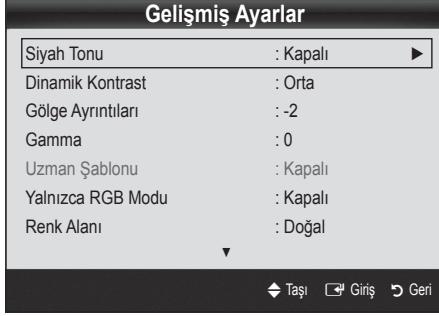 Gelişmiş Ayarlar
Siyah Tonu : Kapalı ►
Dinamik Kontrast : Orta
Gölge Ayrıntıları : -2
Gamma : 0
Uzman Şablonu : Kapalı
Yalnızca RGB Modu : Kapalı
Renk Alanı : Doğal
▼
Taşı Giriş Geri